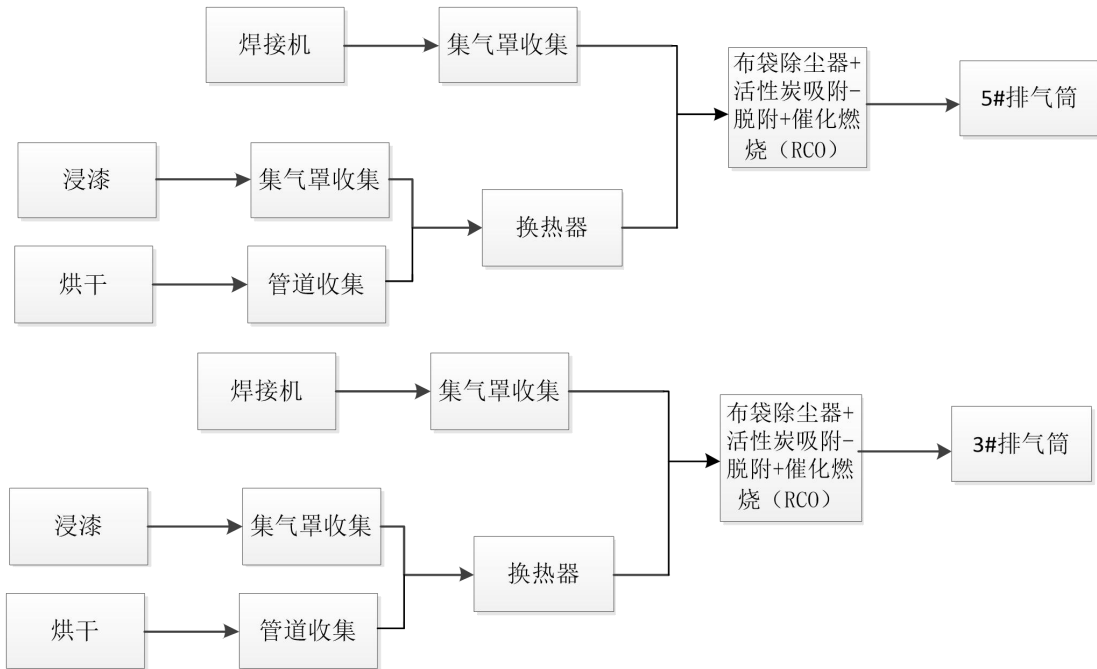 焊接机
集气罩收集
布袋除尘器+
活性炭吸附-
脱附+催化燃
烧（RCO）
5#排气筒
浸漆
集气罩收集
换热器
烘干
管道收集
焊接机
集气罩收集
布袋除尘器+
活性炭吸附-
脱附+催化燃
烧（RCO）
3#排气筒
浸漆
集气罩收集
换热器
烘干
管道收集